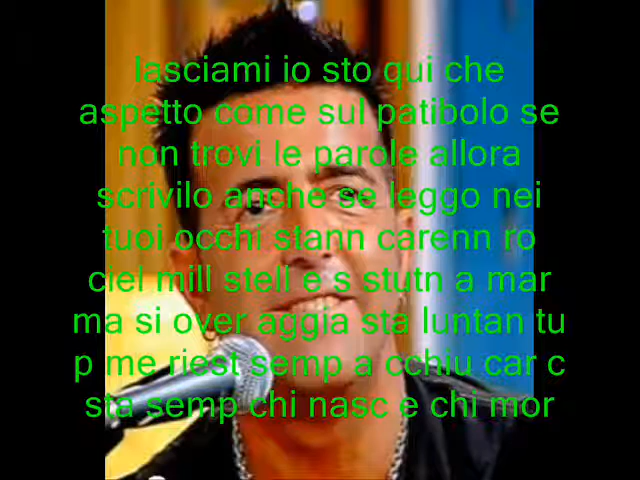 lasciami io sto qui che
aspetto come sul patibolo se
non trovi le parole allora
scrivilo anche se leggo nei
tuoi occhi stann carenn ro
ciel mill stell e s stutn a mar
ma si over aggia sta luntan tu
p me riest semp a cchiu car c
sta semp chi nasc e chi mor